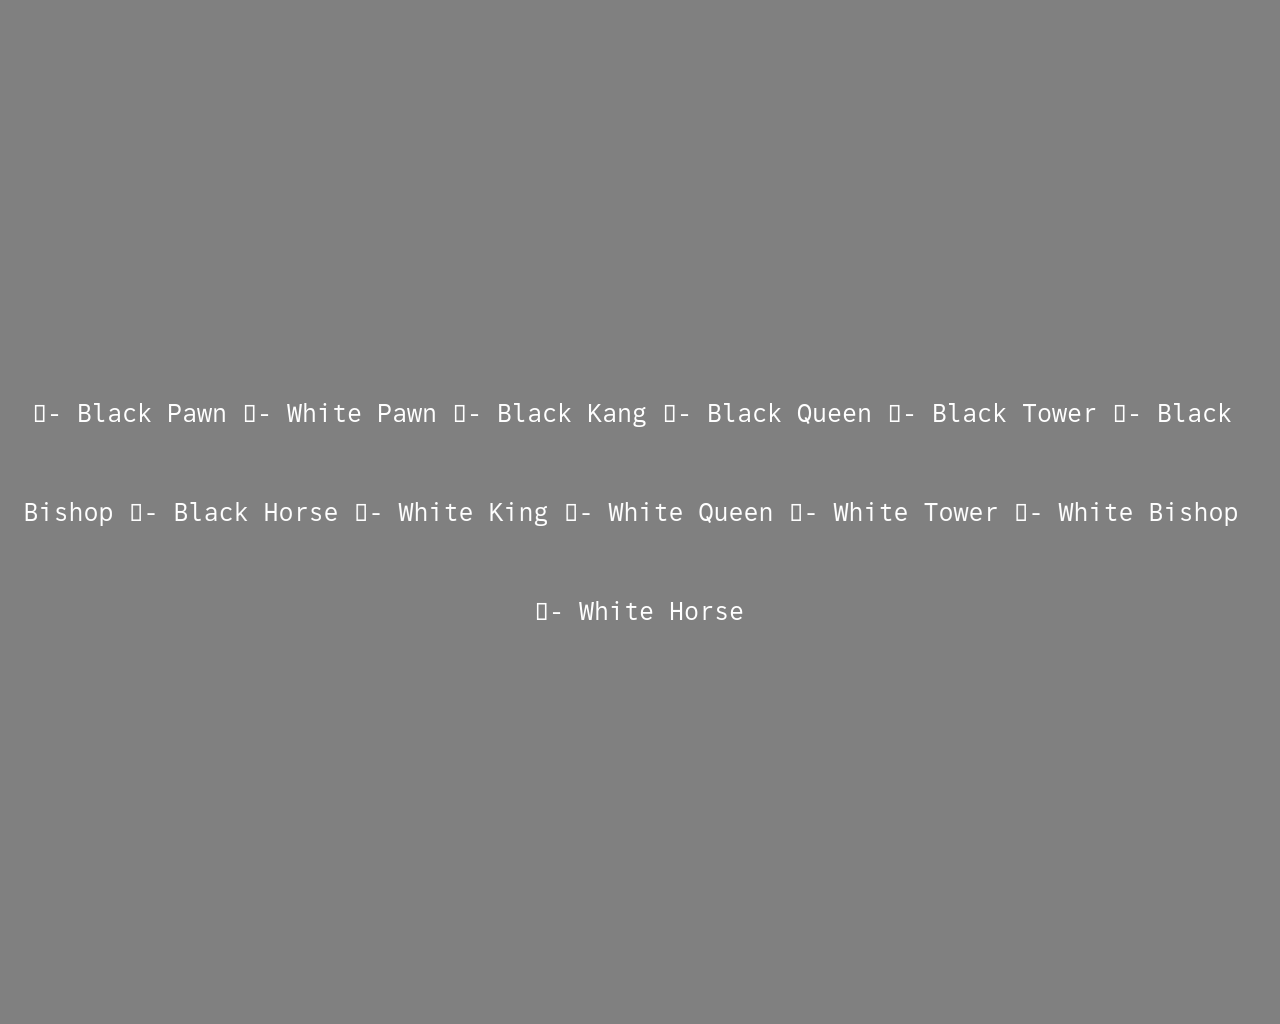 ▯- Black Pawn ▯- White Pawn ▯- Black Kang ▯- Black Queen ▯- Black Tower ▯- Black
Bishop ▯- Black Horse ▯- White King ▯- White Queen ▯- White Tower ▯- White Bishop
▯- White Horse